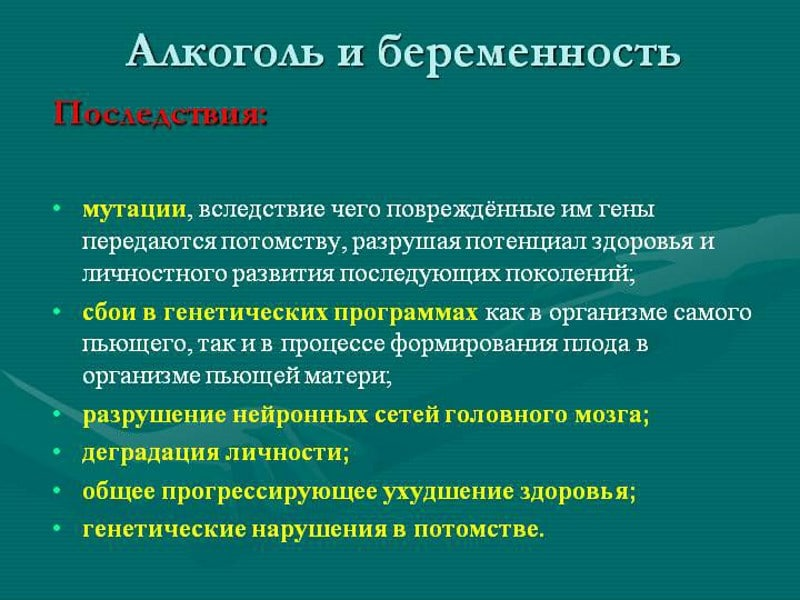 Алкоголь и беременность
Последствия:
• мутации, вследствие чего повреждённые им гены
передаются потомству, разрушая потенциал здоровья и
личностного развития последующих поколений;
• сбои в генетических программах как в организме самого
пьющего, так и в процессе формирования плода в
организме пьющей матери;
• разрушение нейронных сетей головного мозга;
• деградация личности;
• общее прогрессирующее ухудшение здоровья;
• генетические нарушения в потомстве.